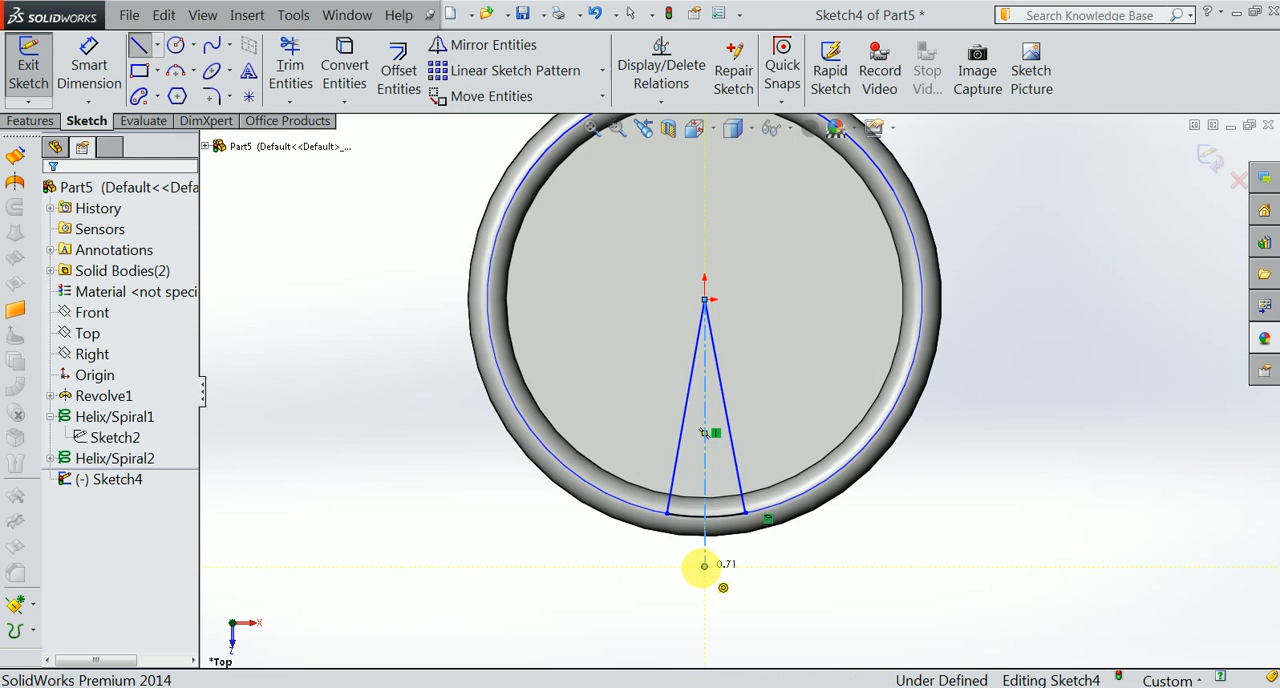 SOLIDWORKS File Edit View Insert Tools Window Help Sketch4 of Part5 * Search Knowledge Base ?
Exit Sketch
Smart Dimension
Trim Entities
Convert Entities
Offset Entities
Mirror Entities
Linear Sketch Pattern
Move Entities
Display/Delete Relations
Repair Sketch
Quick Snaps
Rapid Sketch
Record Video
Stop Vid...
Image Capture
Sketch Picture
Features Sketch Evaluate DimXpert Office Products
Part5 (Default<<Default>_...
Part5 (Default<<Defa
History
Sensors
Annotations
Solid Bodies(2)
Material <not speci
Front
Top
Right
Origin
Revolve1
Helix/Spiral1
Sketch2
Helix/Spiral2
(-) Sketch4
0.71
X
Z
*Top
SolidWorks Premium 2014 Under Defined Editing Sketch4 Custom ?